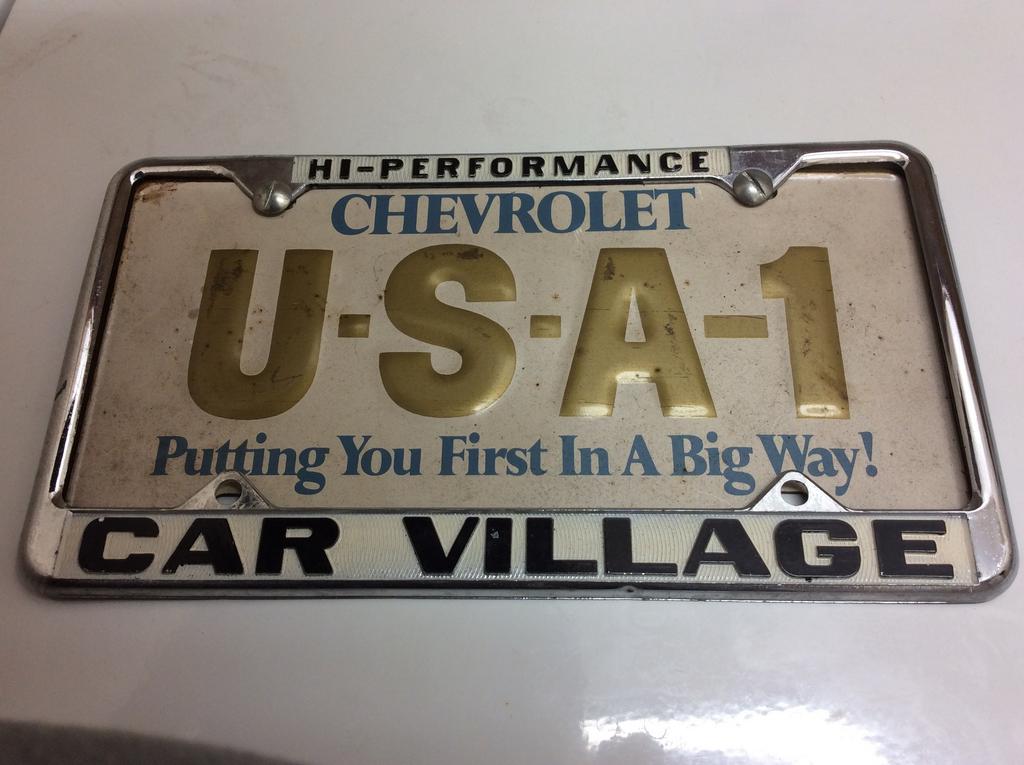 HI-PERFORMANCE
CHEVROLET
U-S-A-1
Putting You First In A Big Way!
CAR VILLAGE